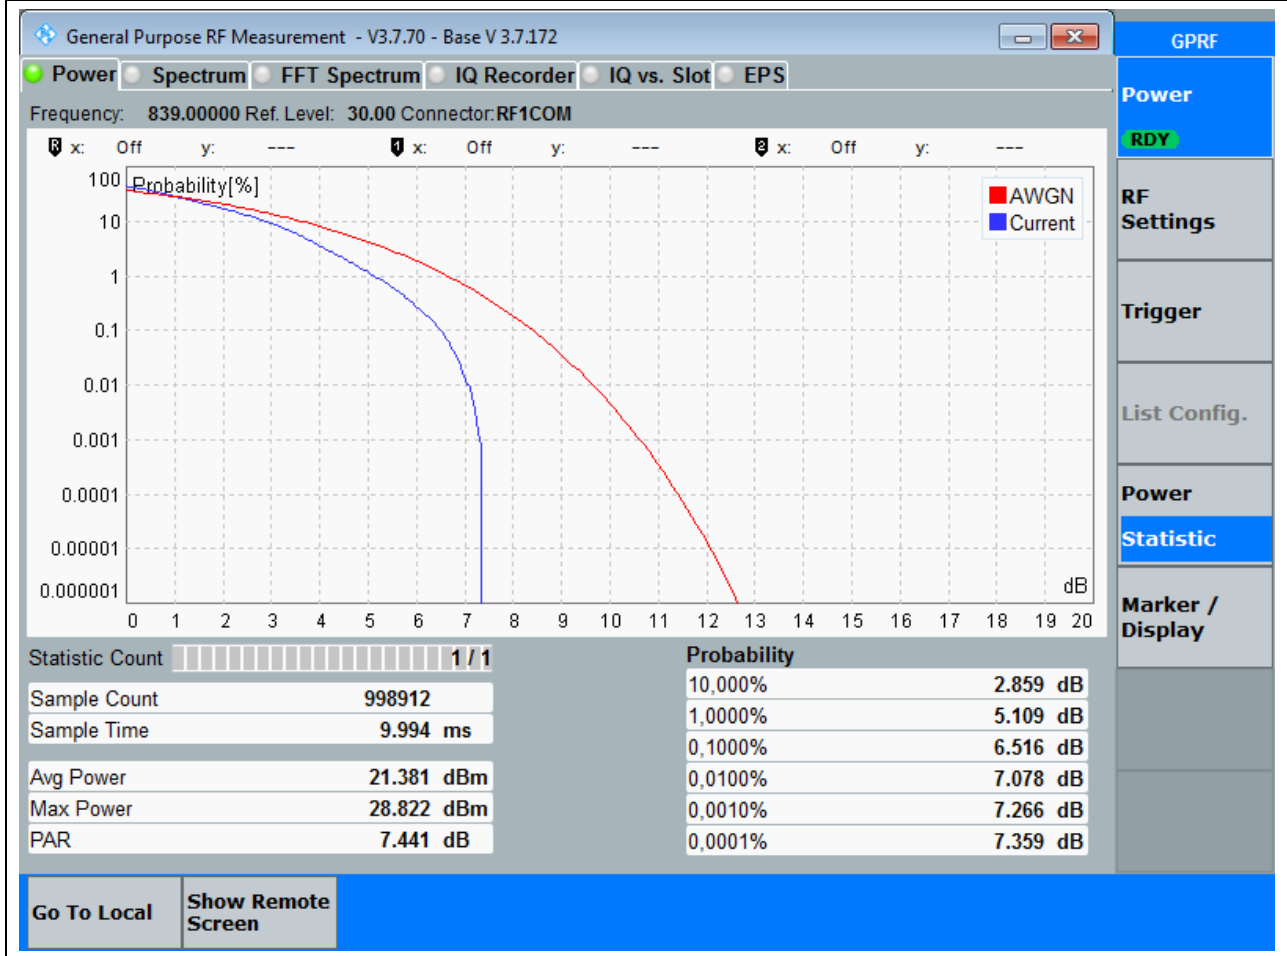 General Purpose RF Measurement - V3.7.70 - Base V 3.7.172
GPRF
Power Spectrum FFT Spectrum IQ Recorder IQ vs. Slot EPS
Frequency: 839.00000 Ref. Level: 30.00 Connector:RF1COM
R x: Off y: --- 1 x: Off y: --- 2 x: Off y: ---
Probability[%]
AWGN
Current
100
10
1
0.1
0.01
0.001
0.0001
0.00001
0.000001
dB
0 1 2 3 4 5 6 7 8 9 10 11 12 13 14 15 16 17 18 19 20
Statistic Count 1 / 1
Sample Count 998912
Sample Time 9.994 ms
Avg Power 21.381 dBm
Max Power 28.822 dBm
PAR 7.441 dB
Probability
10,000% 2.859 dB
1,0000% 5.109 dB
0,1000% 6.516 dB
0,0100% 7.078 dB
0,0010% 7.266 dB
0,0001% 7.359 dB
Power
RDY
RF
Settings
Trigger
List Config.
Power
Statistic
Marker /
Display
Go To Local
Show Remote
Screen